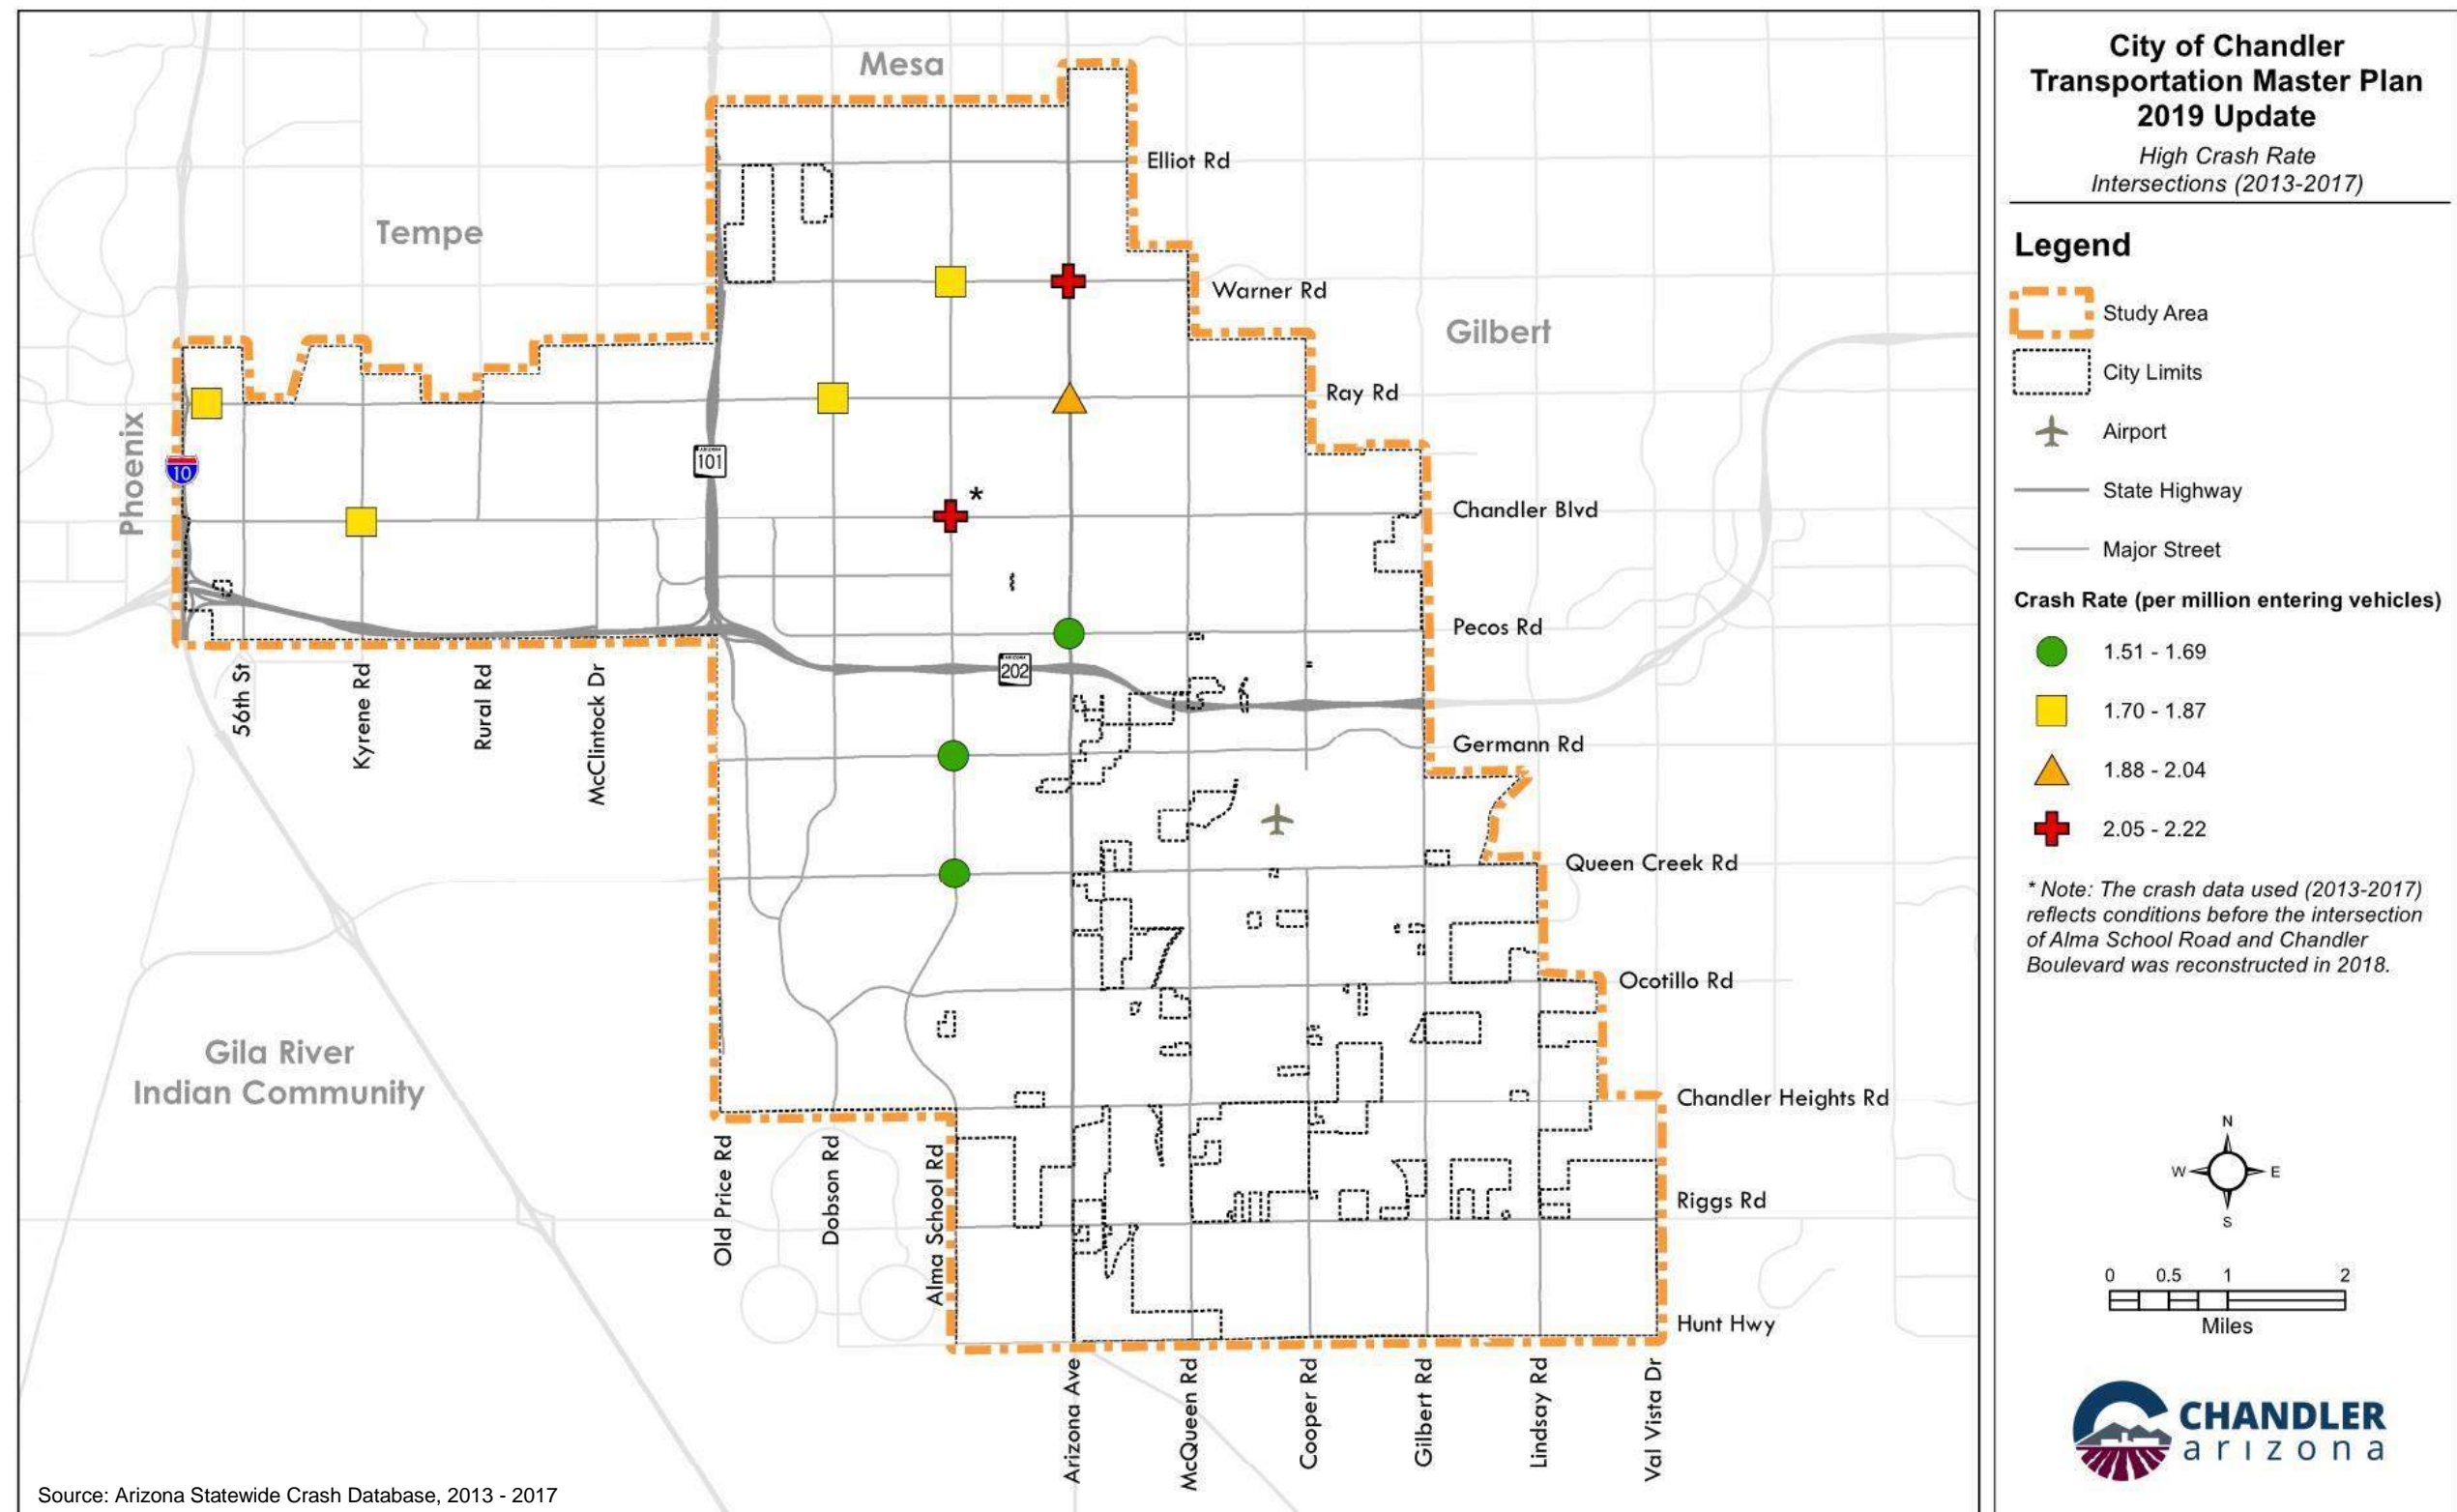 Mesa
Elliot Rd
Tempe
Warner Rd
Gilbert
Ray Rd
Phoenix
10
ARIZONA
101
*
Chandler Blvd
Pecos Rd
ARIZONA
202
56th St
Kyrene Rd
Rural Rd
McClintock Dr
Germann Rd
Queen Creek Rd
Ocotillo Rd
Gila River
Indian Community
Chandler Heights Rd
Old Price Rd
Dobson Rd
Alma School Rd
Riggs Rd
Hunt Hwy
Arizona Ave
McQueen Rd
Cooper Rd
Gilbert Rd
Lindsay Rd
Val Vista Dr
Source: Arizona Statewide Crash Database, 2013 - 2017
City of Chandler
Transportation Master Plan
2019 Update
High Crash Rate
Intersections (2013-2017)
Legend
Study Area
City Limits
Airport
State Highway
Major Street
Crash Rate (per million entering vehicles)
1.51 - 1.69
1.70 - 1.87
1.88 - 2.04
2.05 - 2.22
* Note: The crash data used (2013-2017)
reflects conditions before the intersection
of Alma School Road and Chandler
Boulevard was reconstructed in 2018.
N
W E
S
0 0.5 1 2
Miles
CHANDLER
arizona